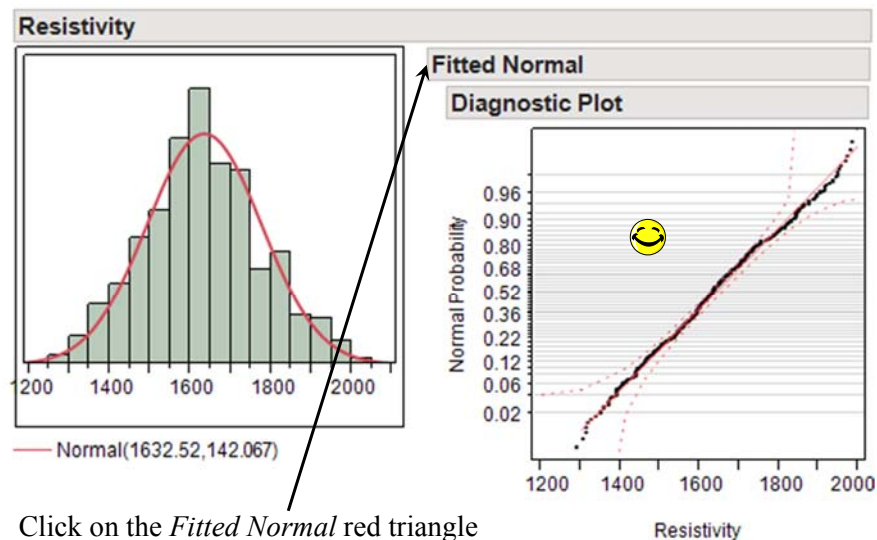 Resistivity
1200 1400 1600 1800 2000
Normal(1632.52,142.067)
Click on the Fitted Normal red triangle
Fitted Normal
Diagnostic Plot
Normal Probability
0.96
0.90
0.80
0.68
0.52
0.36
0.22
0.12
0.06
0.02
1200 1400 1600 1800 2000
Resistivity